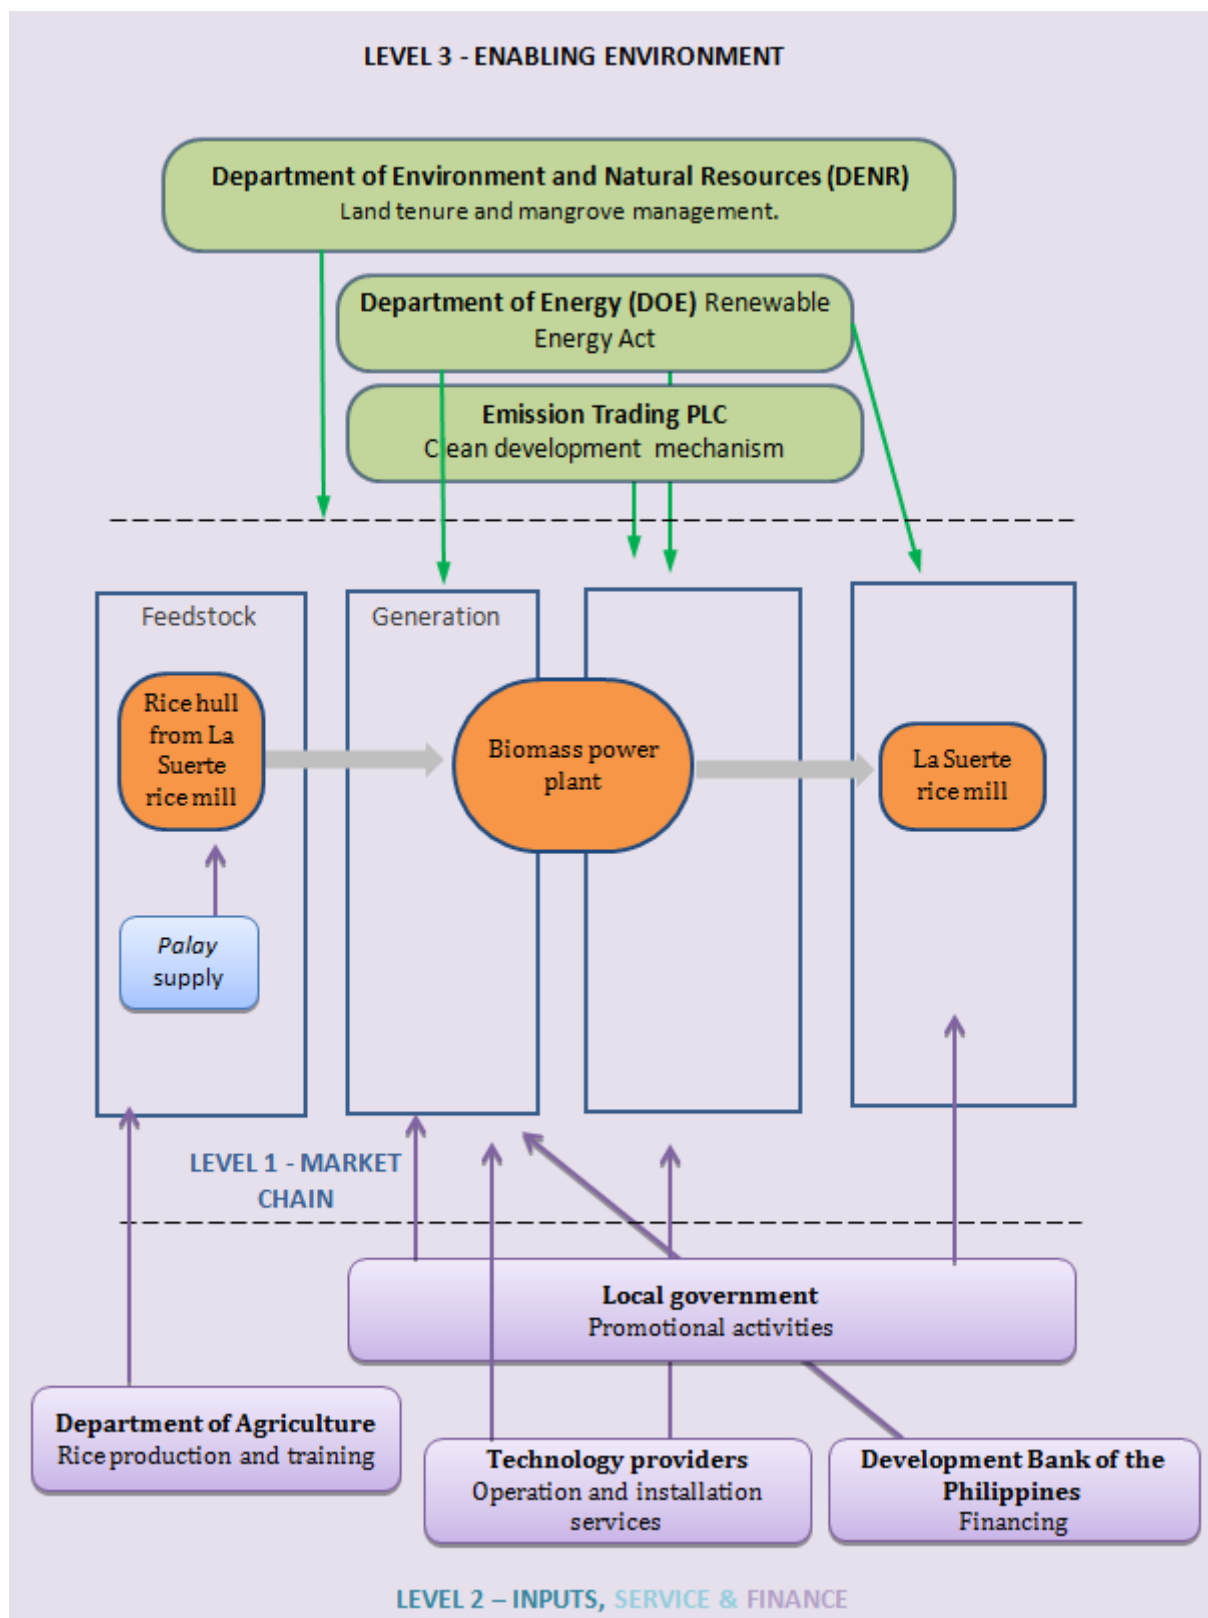 LEVEL 3 - ENABLING ENVIRONMENT
Department of Environment and Natural Resources (DENR)
Land tenure and mangrove management.
Department of Energy (DOE) Renewable
Energy Act
Emission Trading PLC
Clean development mechanism
Feedstock
Generation
Rice hull
from La
Suerte
rice mill
Biomass power
plant
La Suerte
rice mill
Palay
supply
LEVEL 1 - MARKET
CHAIN
Local government
Promotional activities
Department of Agriculture
Rice production and training
Technology providers
Operation and installation
services
Development Bank of the
Philippines
Financing
LEVEL 2 – INPUTS, SERVICE & FINANCE